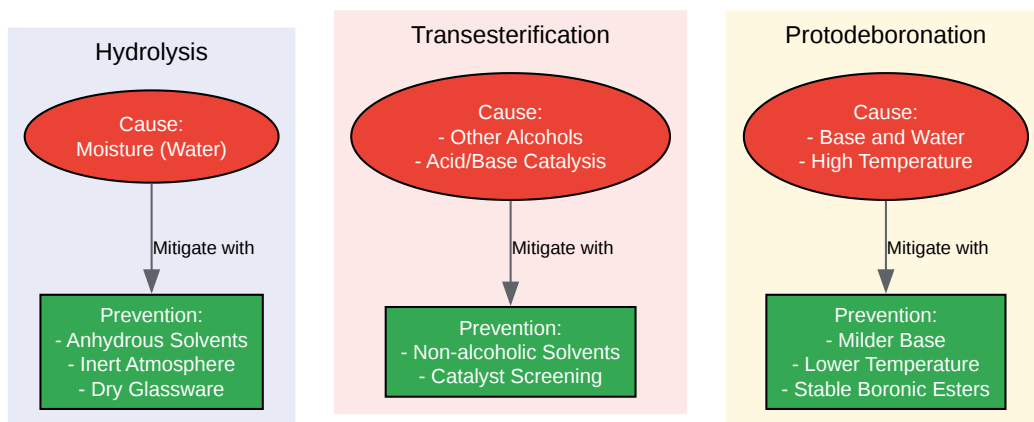 Hydrolysis
Cause:
Moisture (Water)
Mitigate with
Prevention:
- Anhydrous Solvents
- Inert Atmosphere
- Dry Glassware
Transesterification
Cause:
- Other Alcohols
- Acid/Base Catalysis
Mitigate with
Prevention:
- Non-alcoholic Solvents
- Catalyst Screening
Protodeboronation
Cause:
- Base and Water
- High Temperature
Mitigate with
Prevention:
- Milder Base
- Lower Temperature
- Stable Boronic Esters